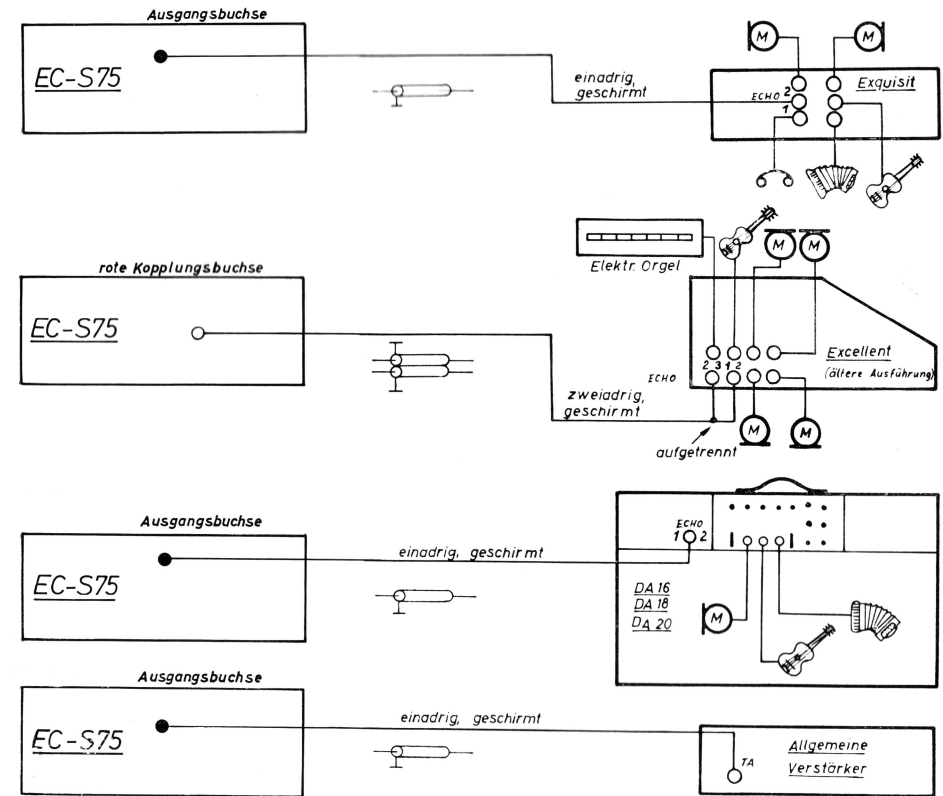 Ausgangsbuchse
EC-S75
einadrig,
geschirmt
ECHO
2
1
Exquisit
M
M
rote Kopplungsbuchse
EC-S75
Elektr. Orgel
M
M
2 3 1 2
ECHO
Excellent
(ältere Ausführung)
zweiadrig,
geschirmt
aufgetrennt
M
M
Ausgangsbuchse
EC-S75
einadrig, geschirmt
ECHO
1 2
DA 16
DA 18
DA 20
M
Ausgangsbuchse
EC-S75
einadrig, geschirmt
TA
Allgemeine
Verstärker